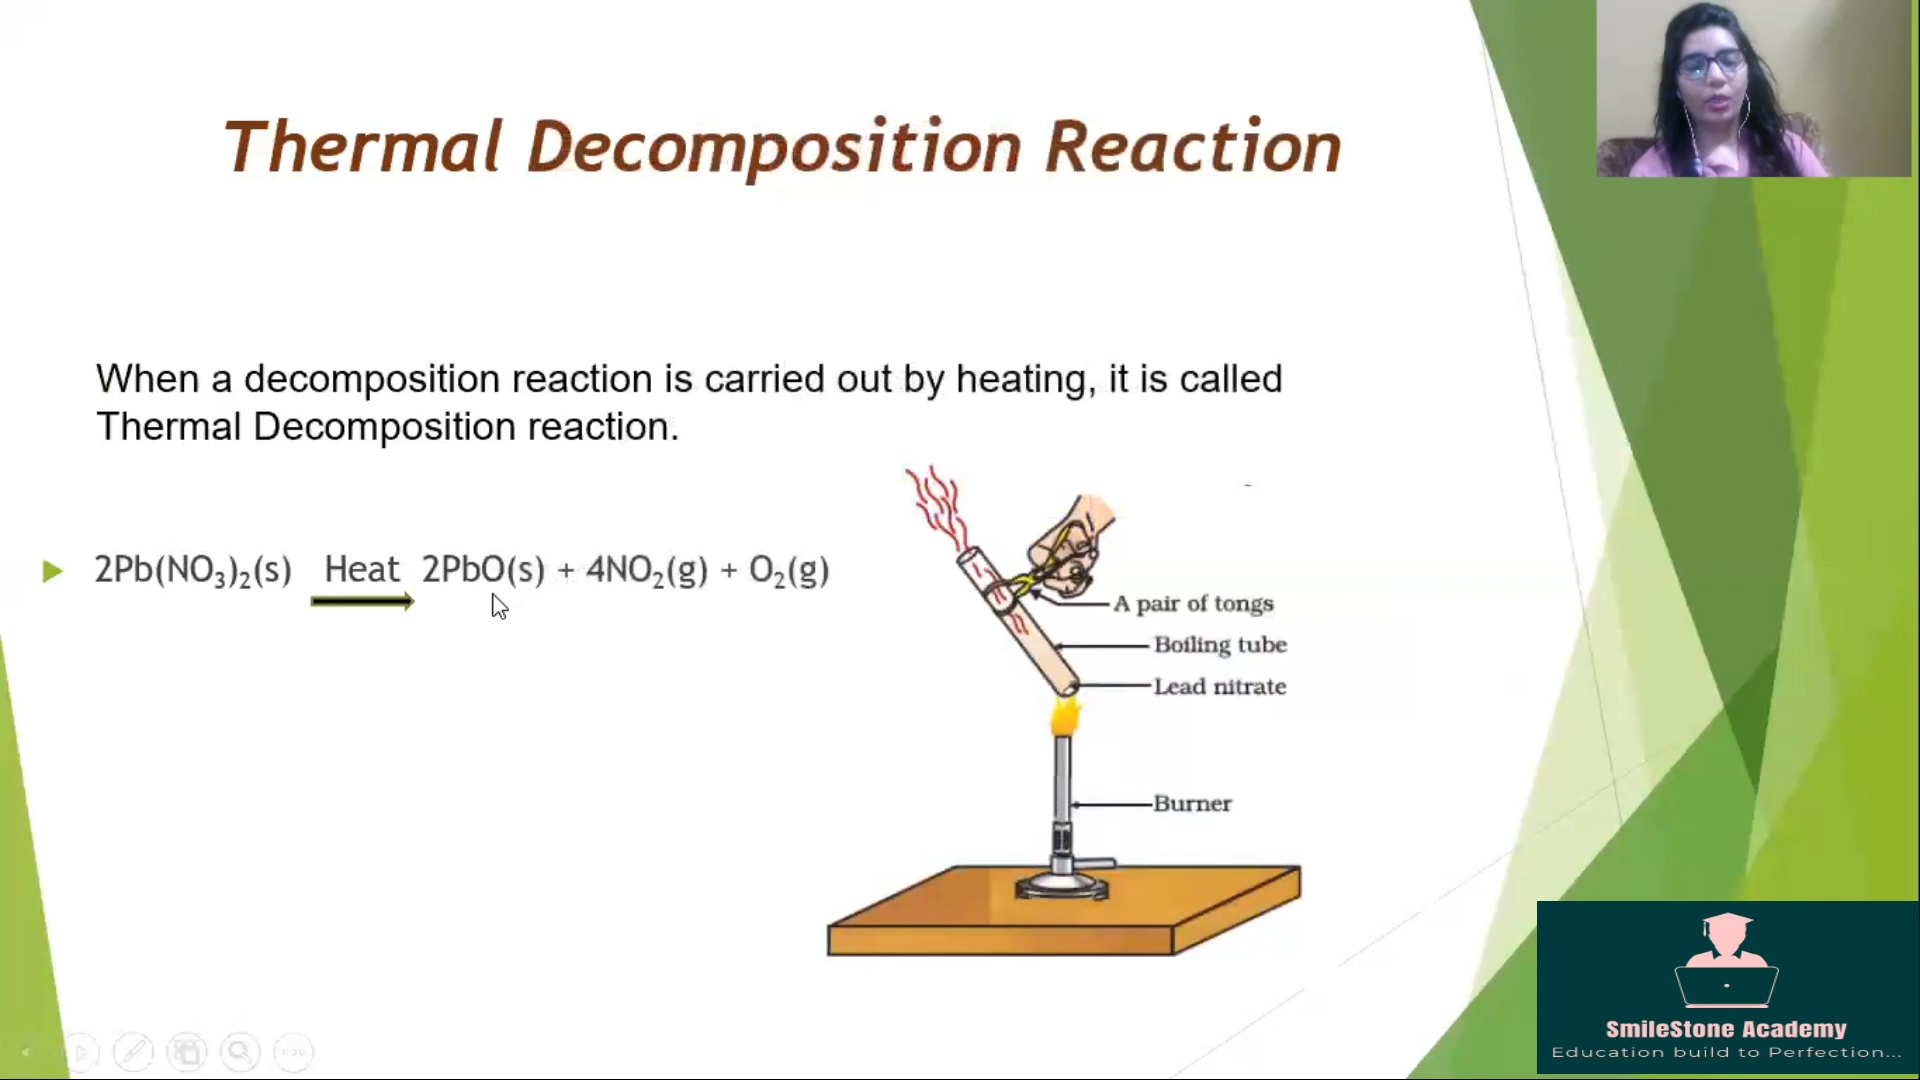 Thermal Decomposition Reaction
When a decomposition reaction is carried out by heating, it is called
Thermal Decomposition reaction.
2Pb(NO₃)₂(s) Heat 2PbO(s) + 4NO₂(g) + O₂(g)
A pair of tongs
Boiling tube
Lead nitrate
Burner
SmileStone Academy
Education build to Perfection...